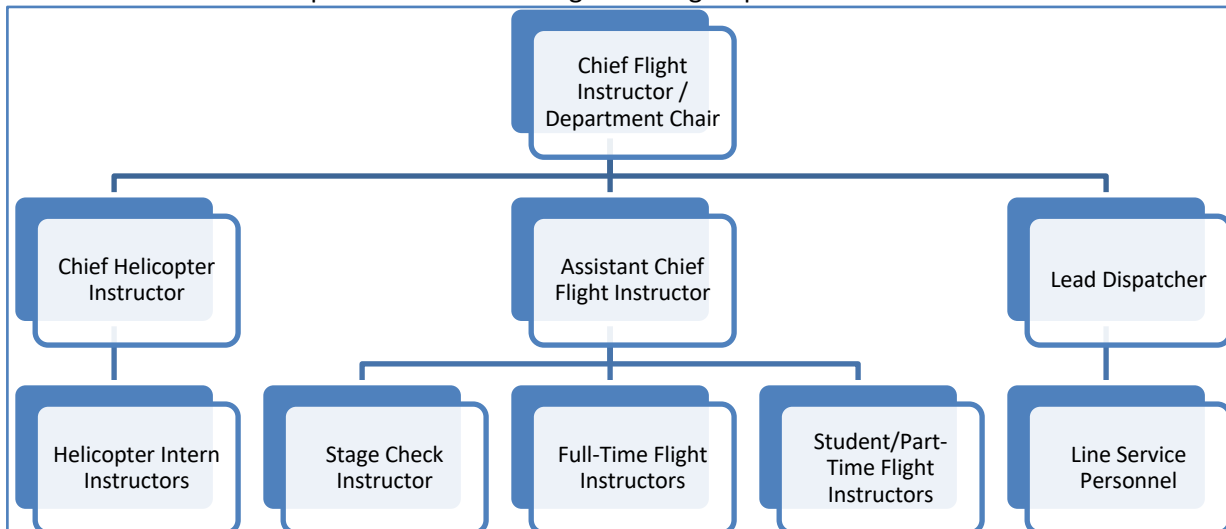 Chief Flight
Instructor /
Department Chair
Chief Helicopter
Instructor
Assistant Chief
Flight Instructor
Lead Dispatcher
Helicopter Intern
Instructors
Stage Check
Instructor
Full-Time Flight
Instructors
Student/Part-
Time Flight
Instructors
Line Service
Personnel